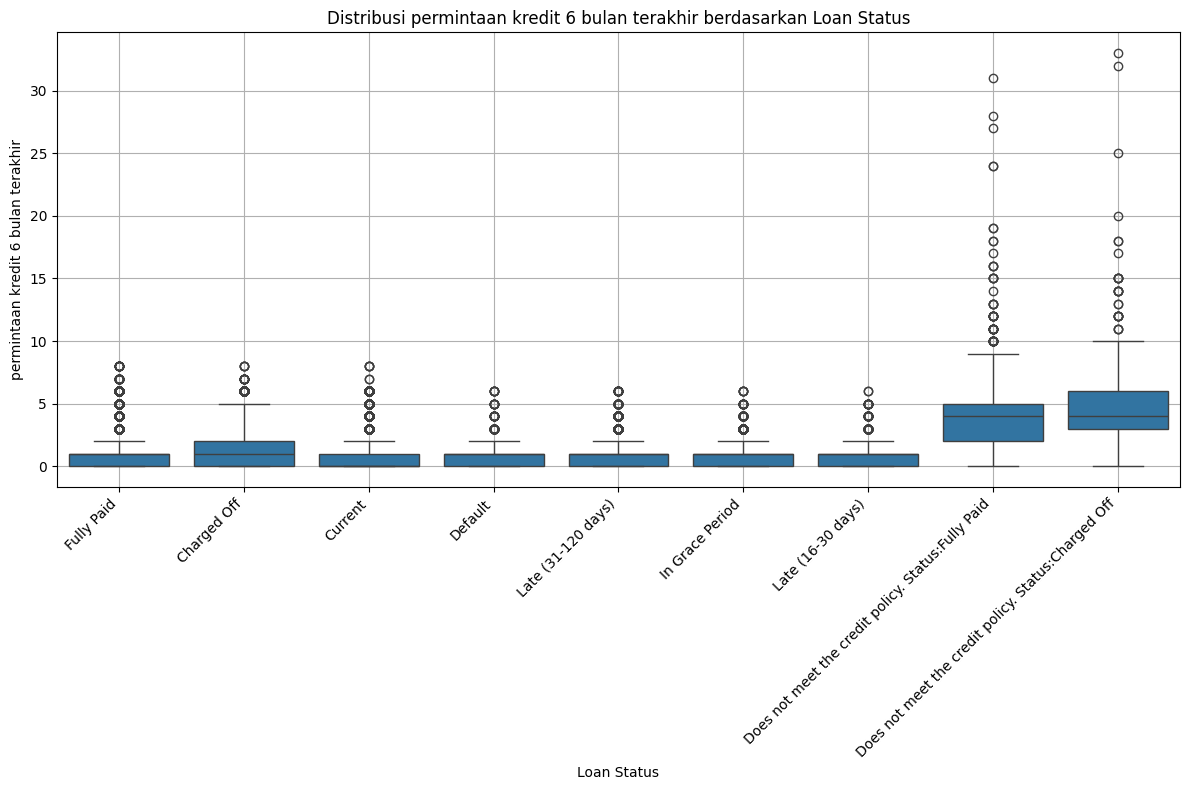 Distribusi permintaan kredit 6 bulan terakhir berdasarkan Loan Status
permintaan kredit 6 bulan terakhir
30
25
20
15
10
5
0
Fully Paid
Charged Off
Current
Default
Late (31-120 days)
In Grace Period
Late (16-30 days)
Does not meet the credit policy. Status:Fully Paid
Does not meet the credit policy. Status:Charged Off
Loan Status